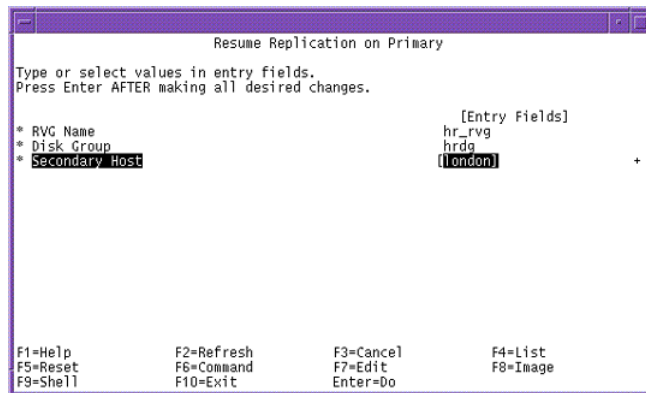 Resume Replication on Primary
Type or select values in entry fields.
Press Enter AFTER making all desired changes.
[Entry Fields]
* RVG Name hr_rvg
* Disk Group hrdg
* Secondary Host [london] +
F1=Help F2=Refresh F3=Cancel F4=List
F5=Reset F6=Command F7=Edit F8=Image
F9=Shell F10=Exit Enter=Do